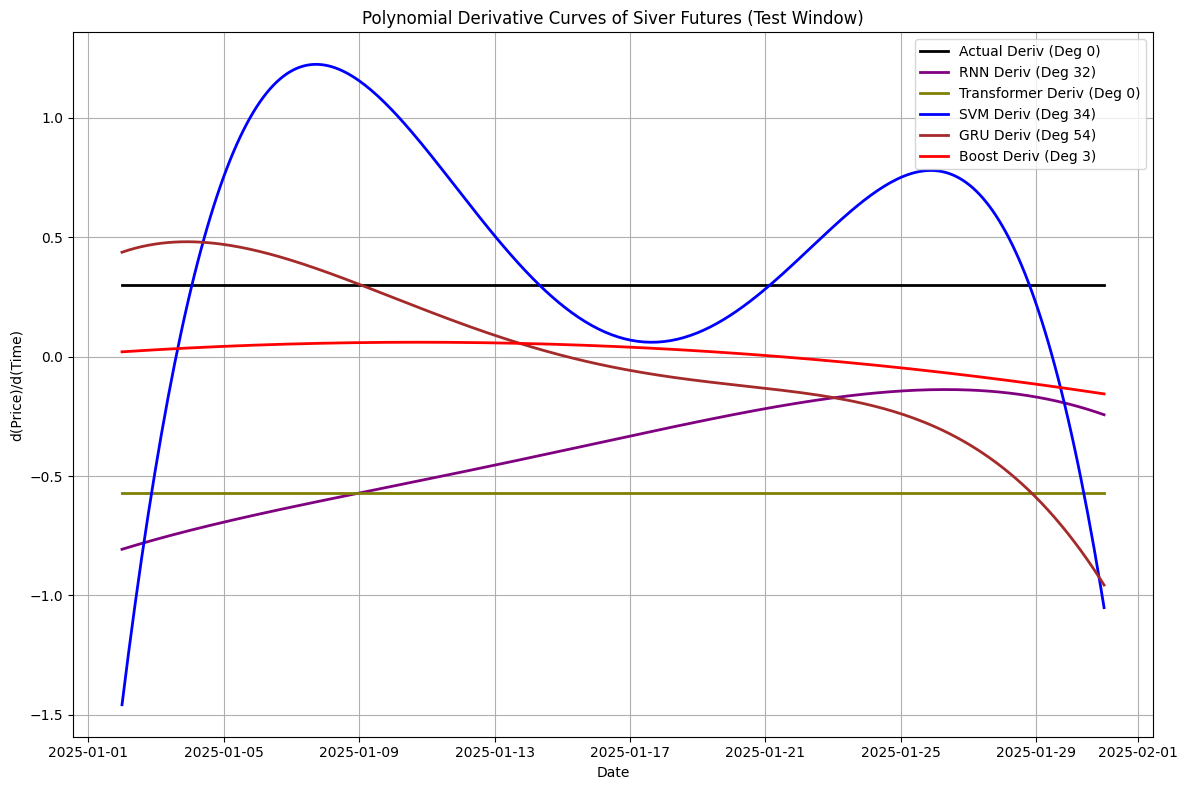 Polynomial Derivative Curves of Siver Futures (Test Window)
Actual Deriv (Deg 0)
RNN Deriv (Deg 32)
Transformer Deriv (Deg 0)
SVM Deriv (Deg 34)
GRU Deriv (Deg 54)
Boost Deriv (Deg 3)
d(Price)/d(Time)
1.0
0.5
0.0
−0.5
−1.0
−1.5
2025-01-01 2025-01-05 2025-01-09 2025-01-13 2025-01-17 2025-01-21 2025-01-25 2025-01-29 2025-02-01
Date